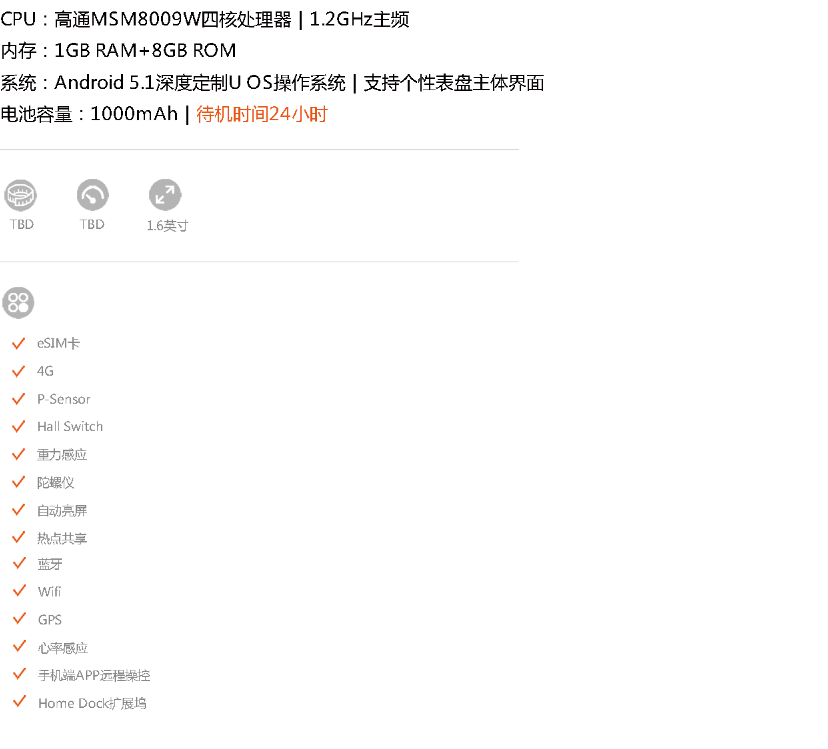 CPU：高通MSM8009W四核处理器 | 1.2GHz主频
内存：1GB RAM+8GB ROM
系统：Android 5.1深度定制U OS操作系统 | 支持个性表盘主体界面
电池容量：1000mAh | 待机时间24小时
TBD TBD 1.6英寸
eSIM卡
4G
P-Sensor
Hall Switch
重力感应
陀螺仪
自动亮屏
热点共享
蓝牙
Wifi
GPS
心率感应
手机端APP远程操控
Home Dock扩展坞